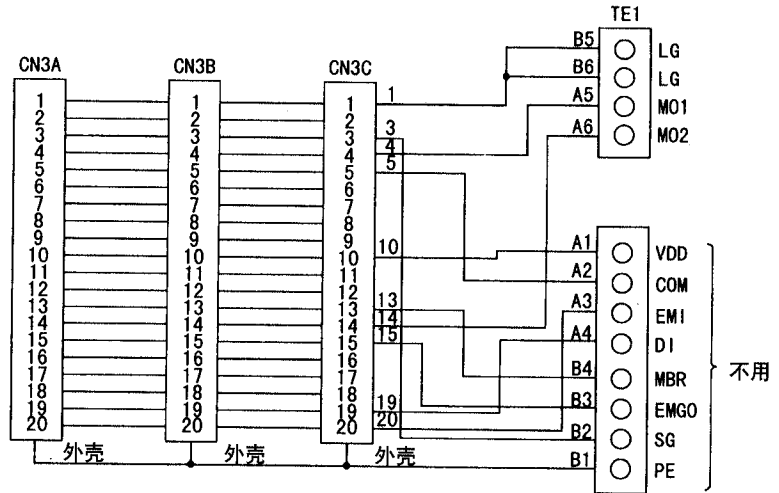 TE1
B5 LG
B6 LG
A5 MO1
A6 MO2
CN3A CN3B CN3C
1 1 1 1
2 2 2
3 3 3 3
4 4 4 4
5 5 5 5
6 6 6
7 7 7
8 8 8
9 9 9
10 10 10 10
11 11 11
12 12 12
13 13 13 13
14 14 14 14
15 15 15 15
16 16 16
17 17 17
18 18 18
19 19 19 19
20 20 20 20
外壳 外壳 外壳
A1 VDD
A2 COM
A3 EMI
A4 DI
B4 MBR
B3 EMGO
B2 SG
B1 PE
不用